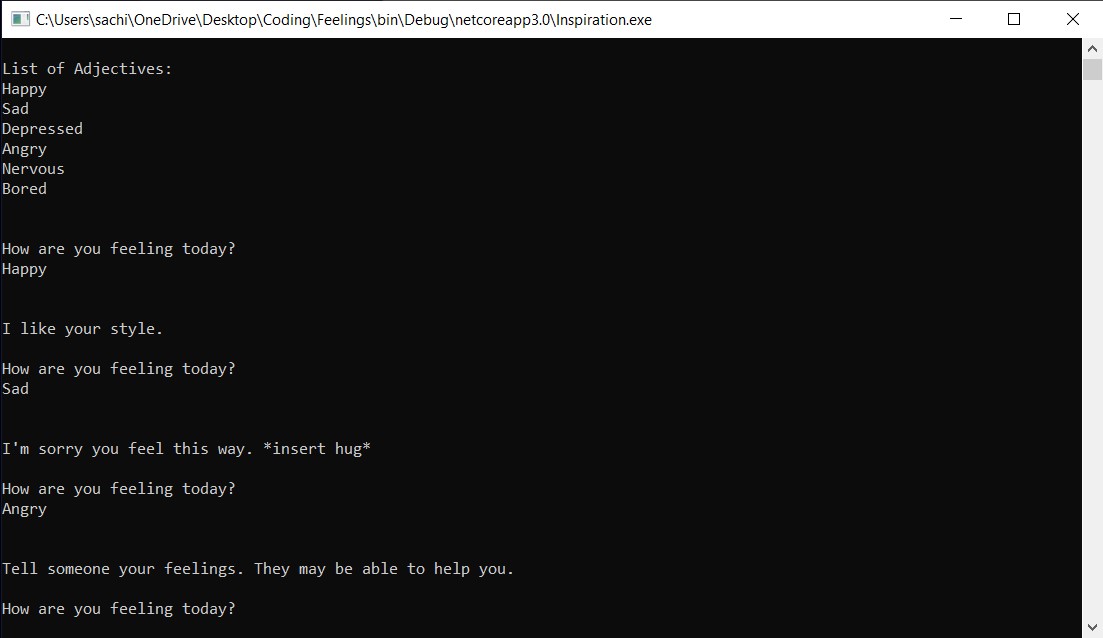 C:\Users\sachi\OneDrive\Desktop\Coding\Feelings\bin\Debug\netcoreapp3.0\Inspiration.exe
List of Adjectives:
Happy
Sad
Depressed
Angry
Nervous
Bored
How are you feeling today?
Happy
I like your style.
How are you feeling today?
Sad
I'm sorry you feel this way. *insert hug*
How are you feeling today?
Angry
Tell someone your feelings. They may be able to help you.
How are you feeling today?